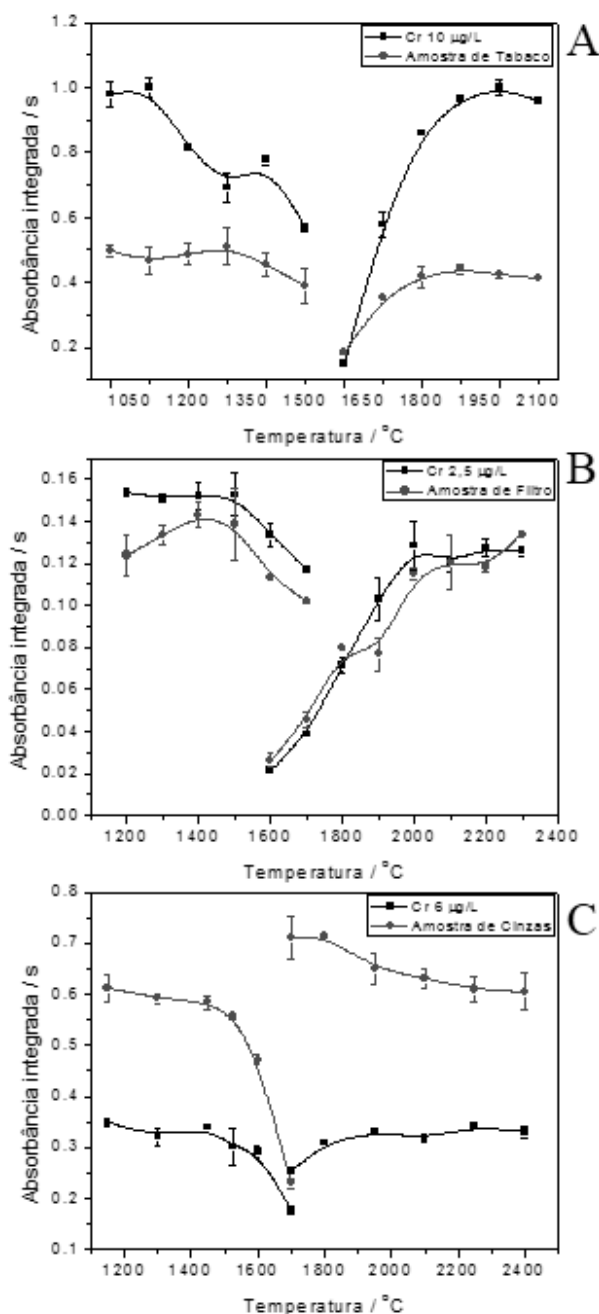 Cr 10 µg/L
Amostra de Tabaco
A
Absorbância integrada / s
1.0
0.8
0.6
0.4
0.2
1050 1200 1350 1500 1650 1800 1950 2100
Temperatura / °C
Cr 2,5 µg/L
Amostra de Filtro
B
Absorbância integrada / s
0.16
0.14
0.12
0.10
0.08
0.06
0.04
0.02
0.00
1200 1400 1600 1800 2000 2200 2400
Temperatura / °C
Cr 6 µg/L
Amostra de Cinzas
C
Absorbância integrada / s
0.8
0.7
0.6
0.5
0.4
0.3
0.2
0.1
1200 1400 1600 1800 2000 2200 2400
Temperatura / °C